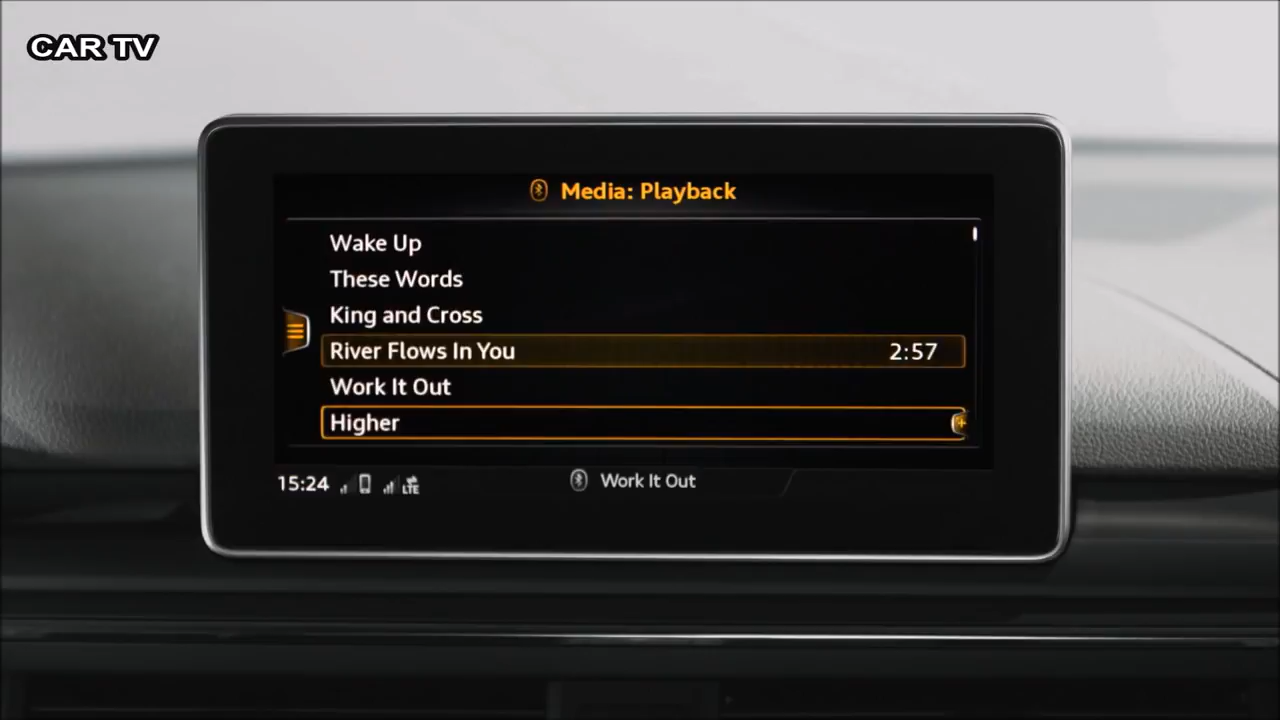 CAR TV
Media: Playback
Wake Up
These Words
King and Cross
River Flows In You 2:57
Work It Out
Higher
15:24 LTE Work It Out